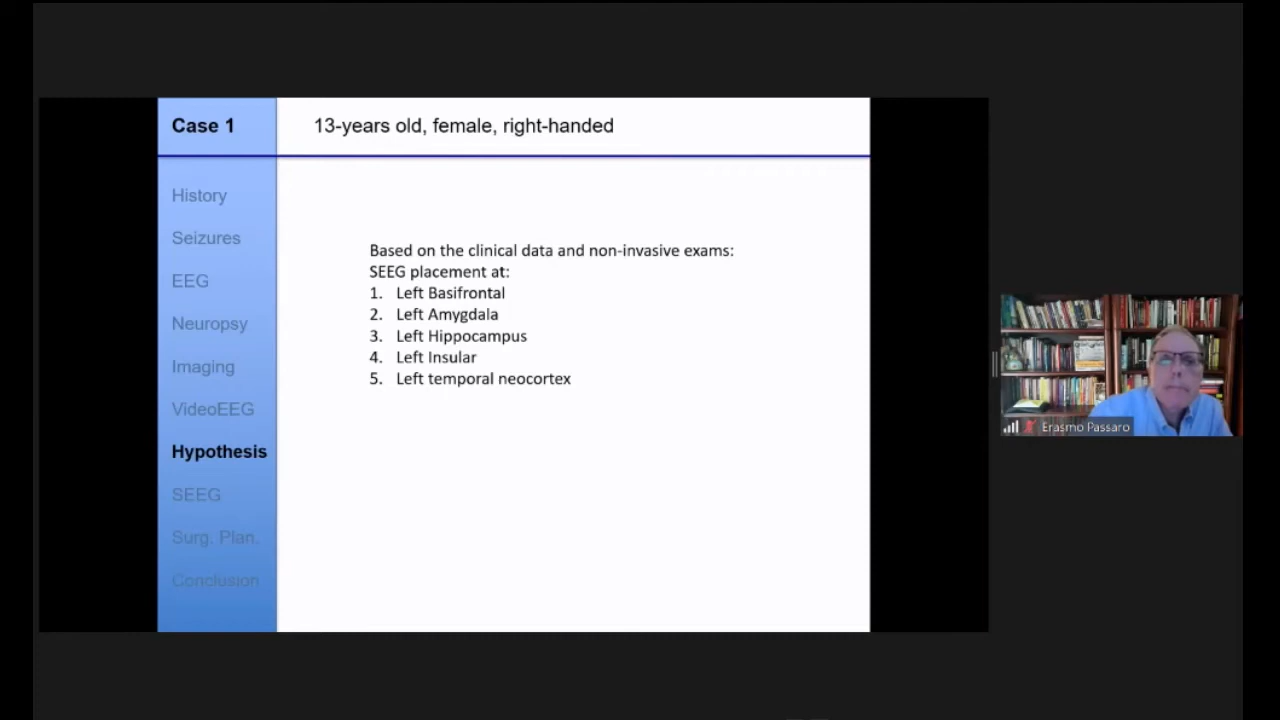 Case 1
13-years old, female, right-handed
History
Seizures
EEG
Neuropsy
Imaging
VideoEEG
Hypothesis
SEEG
Surg. Plan.
Conclusion
Based on the clinical data and non-invasive exams:
SEEG placement at:
1. Left Basifrontal
2. Left Amygdala
3. Left Hippocampus
4. Left Insular
5. Left temporal neocortex
Erasmo Passaro